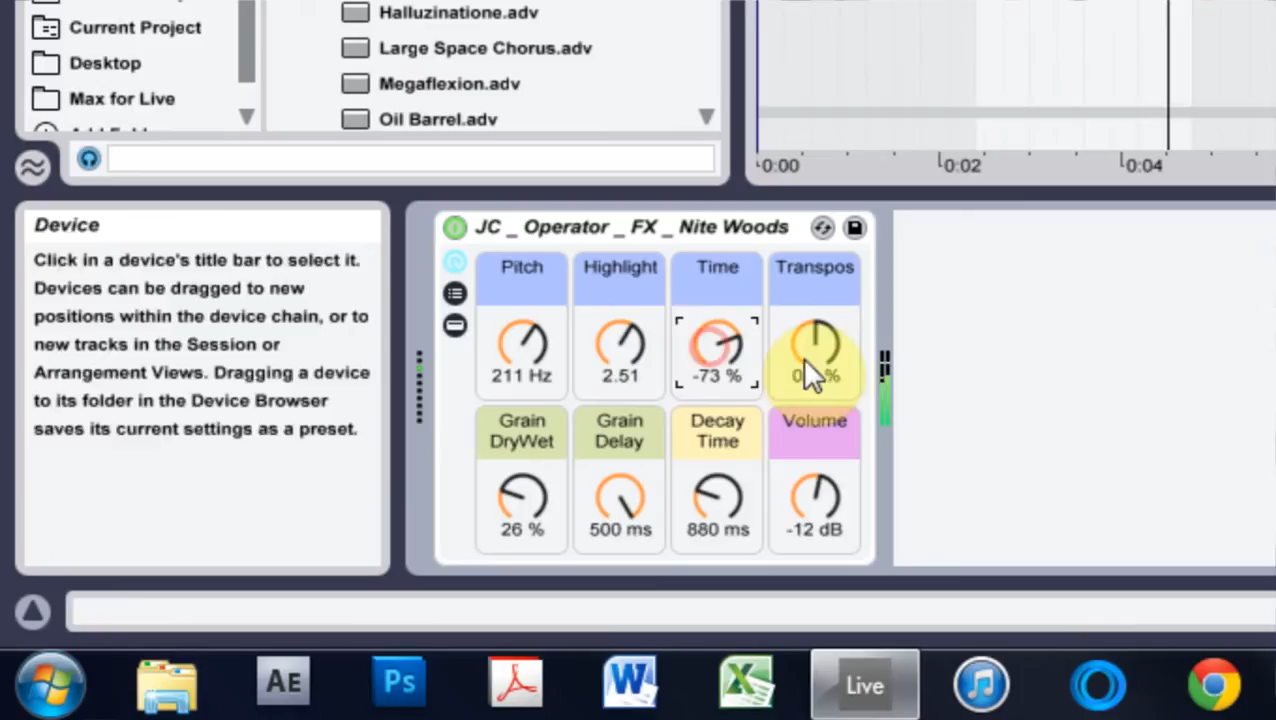 Current Project
Desktop
Max for Live
Halluzinatione.adv
Large Space Chorus.adv
Megaflexion.adv
Oil Barrel.adv
0:00
0:02
0:04
Device
Click in a device's title bar to select it.
Devices can be dragged to new
positions within the device chain, or to
new tracks in the Session or
Arrangement Views. Dragging a device
to its folder in the Device Browser
saves its current settings as a preset.
JC _ Operator _ FX _ Nite Woods
Pitch
Highlight
Time
Transpos
211 Hz
2.51
-73 %
Grain
DryWet
Grain
Delay
Decay
Time
Volume
26 %
500 ms
880 ms
-12 dB
AE
Ps
W
X
Live